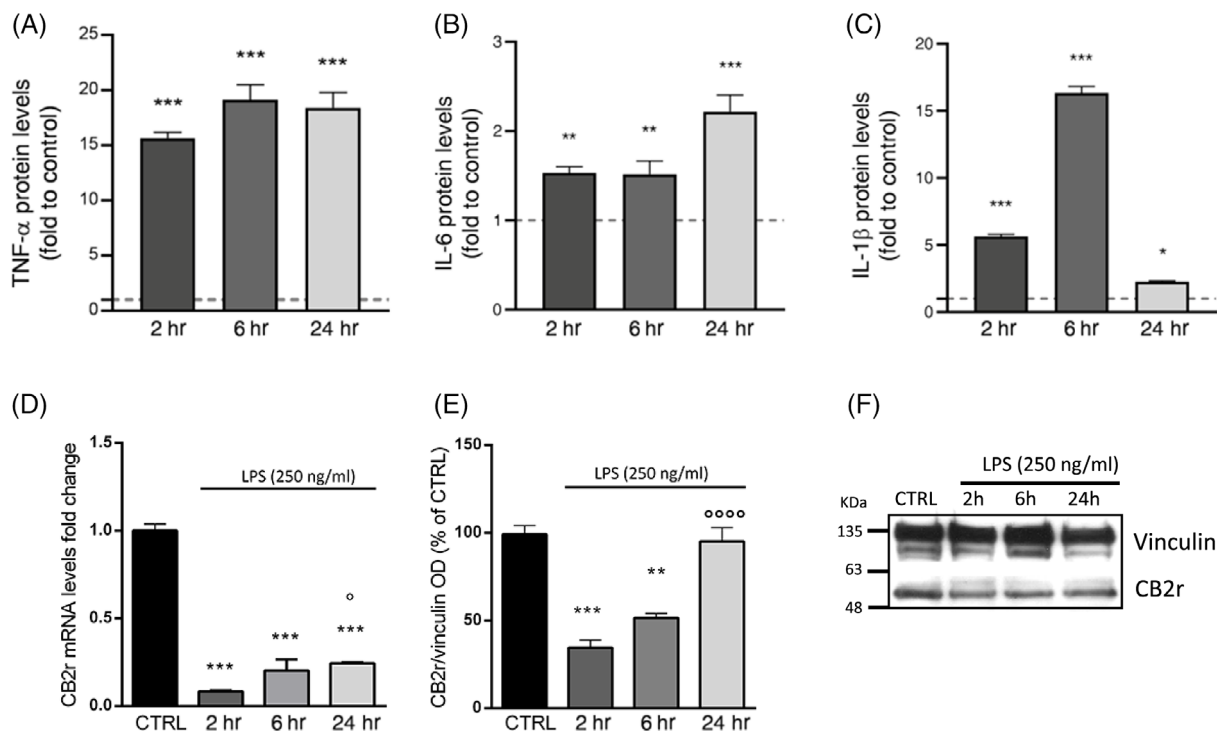 (A)
TNF-α protein levels
(fold to control)
25
20
15
10
5
0
***
***
***
2 hr
6 hr
24 hr
(B)
IL-6 protein levels
(fold to control)
3
2
1
0
**
**
***
2 hr
6 hr
24 hr
(C)
IL-1β protein levels
(fold to control)
20
15
10
5
0
***
***
*
2 hr
6 hr
24 hr
(D)
CB2r mRNA levels fold change
1.5
1.0
0.5
0.0
LPS (250 ng/ml)
***
***
°
***
CTRL
2 hr
6 hr
24 hr
(E)
CB2r/vinculin OD (% of CTRL)
150
100
50
0
LPS (250 ng/ml)
***
**
°°°°
CTRL
2 hr
6 hr
24 hr
(F)
LPS (250 ng/ml)
KDa
CTRL
2h
6h
24h
135
63
48
Vinculin
CB2r